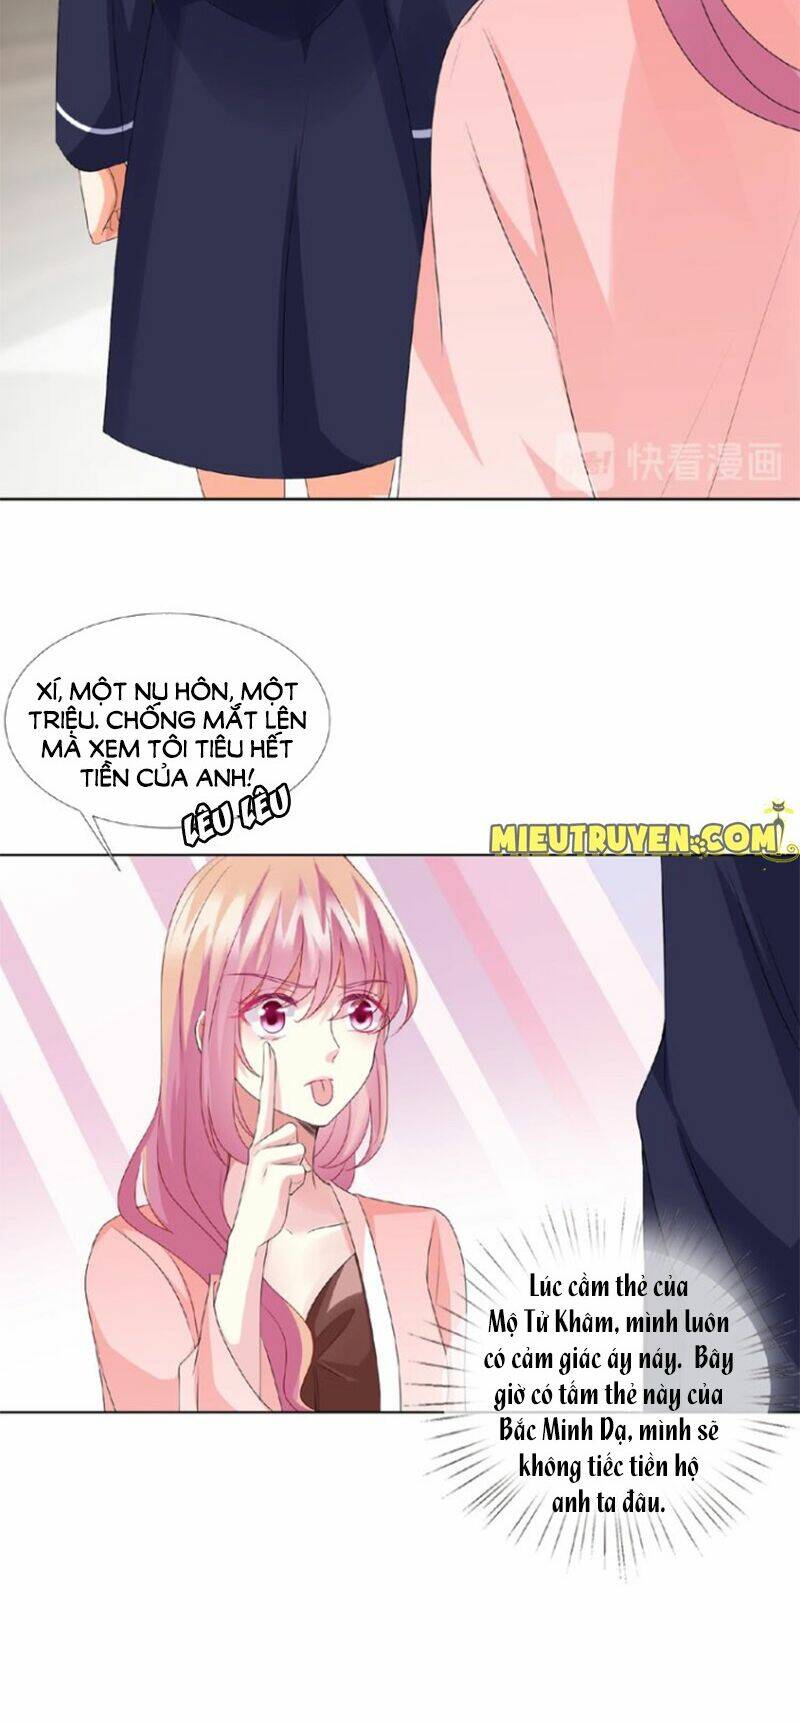 快看漫画
XÍ, MỘT NỤ HÔN, MỘT
TRIỆU. CHỐNG MẮT LÊN
MÀ XEM TÔI TIÊU HẾT
TIỀN CỦA ANH!
LÊU LÊU
MIEUTRUYEN.COM
Lúc cầm thẻ của
Mộ Tử Khâm, mình luôn
có cảm giác áy náy. Bây
giờ có tấm thẻ này của
Bắc Minh Dạ, mình sẽ
không tiếc tiền hộ
anh ta đâu.